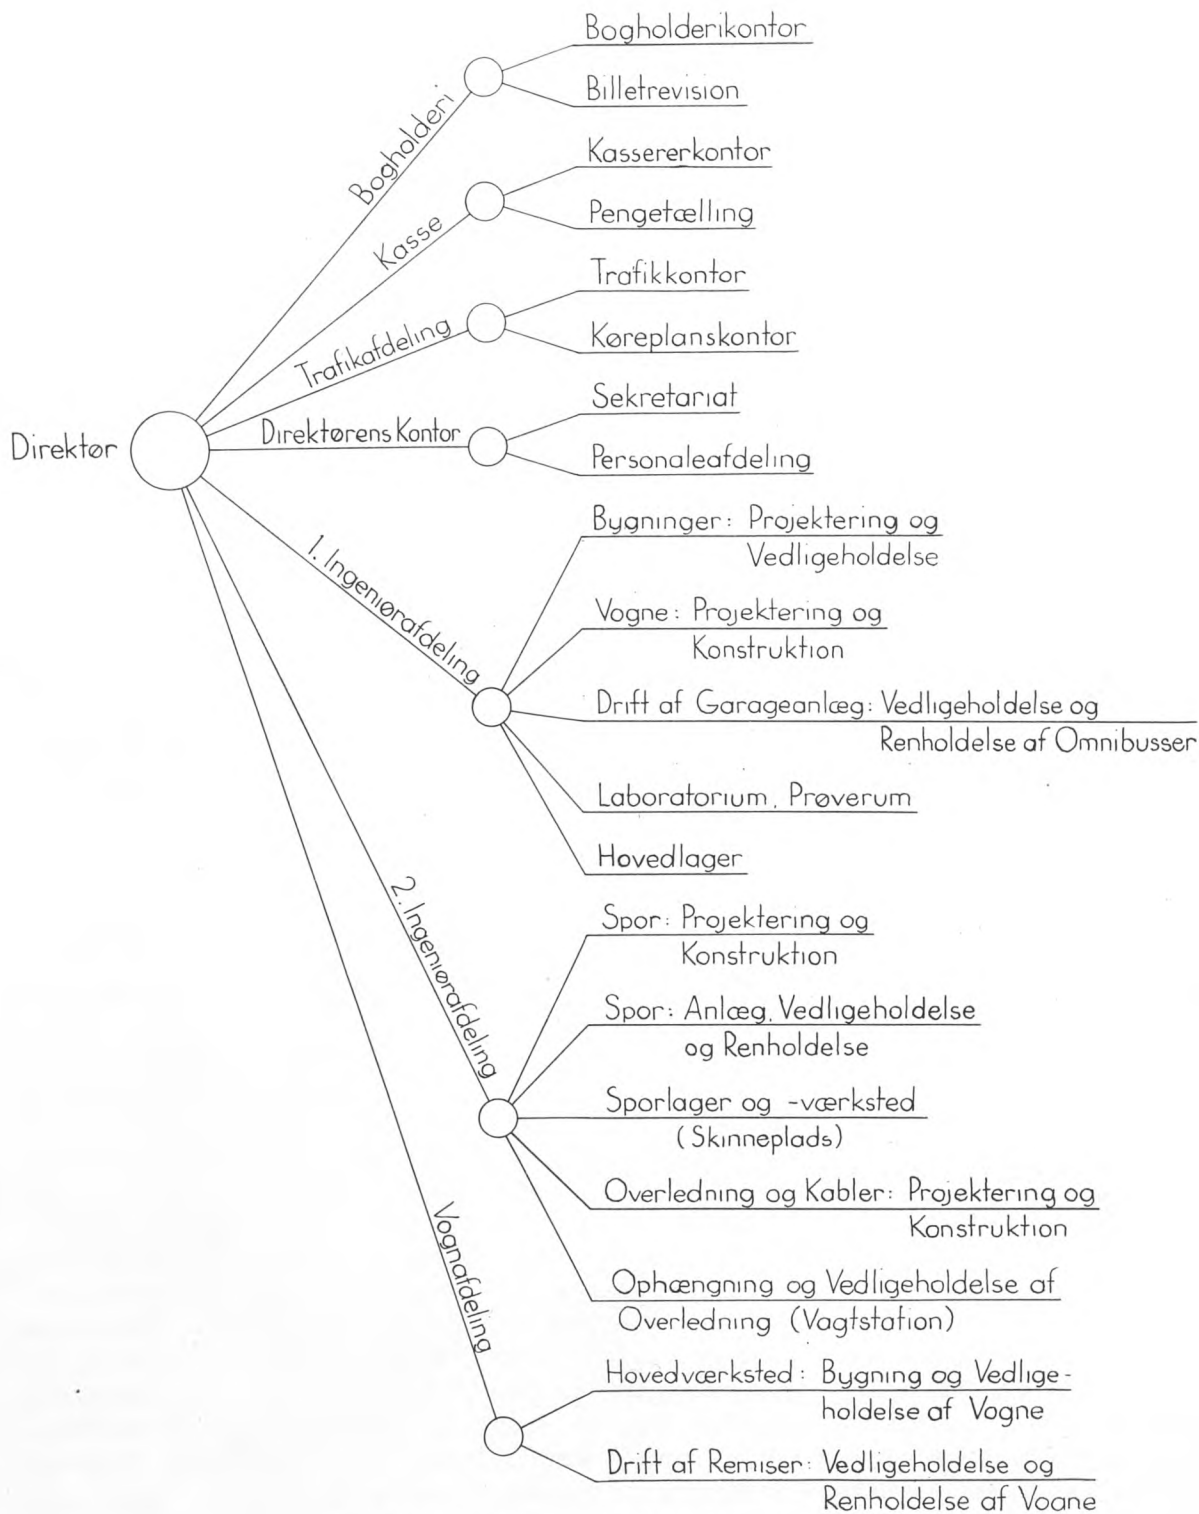 Bogholderikontor
Billetrevision
Bogholderi
Kassererkontor
Pengetælling
Kasse
Trafikkontor
Køreplanskontor
Trafikafdeling
Sekretariat
Personaleafdeling
Direktørens Kontor
Direktør
Bygninger: Projektering og
Vedligeholdelse
Vogne: Projektering og
Konstruktion
1. Ingeniørafdeling
Drift af Garageanlæg: Vedligeholdelse og
Renholdelse af Omnibusser
Laboratorium, Prøverum
Hovedlager
Spor: Projektering og
Konstruktion
2. Ingeniørafdeling
Spor: Anlæg, Vedligeholdelse
og Renholdelse
Sporlager og -værksted
(Skinneplads)
Overledning og Kabler: Projektering og
Konstruktion
Ophængning og Vedligeholdelse af
Overledning (Vagtstation)
Vognafdeling
Hovedværksted: Bygning og Vedlige-
holdelse af Vogne
Drift af Remiser: Vedligeholdelse og
Renholdelse af Vogne